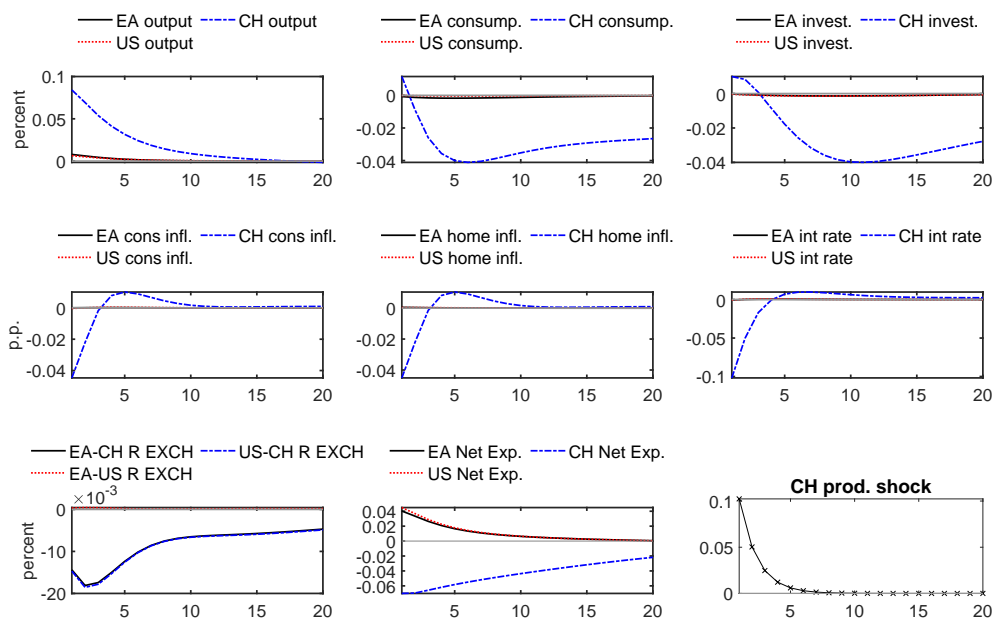 EA output CH output
US output
EA consump. CH consump.
US consump.
EA invest. CH invest.
US invest.
percent
0.1
0.05
0
5 10 15 20
0
-0.02
-0.04
5 10 15 20
0
-0.02
-0.04
5 10 15 20
EA cons infl. CH cons infl.
US cons infl.
EA home infl. CH home infl.
US home infl.
EA int rate CH int rate
US int rate
p.p.
0
-0.02
-0.04
5 10 15 20
0
-0.02
-0.04
5 10 15 20
0
-0.05
-0.1
5 10 15 20
EA-CH R EXCH US-CH R EXCH
EA-US R EXCH
EA Net Exp. CH Net Exp.
US Net Exp.
CH prod. shock
percent
×10⁻³
0
-10
-20
5 10 15 20
0.04
0.02
0
-0.02
-0.04
-0.06
5 10 15 20
0.1
0.05
0
5 10 15 20